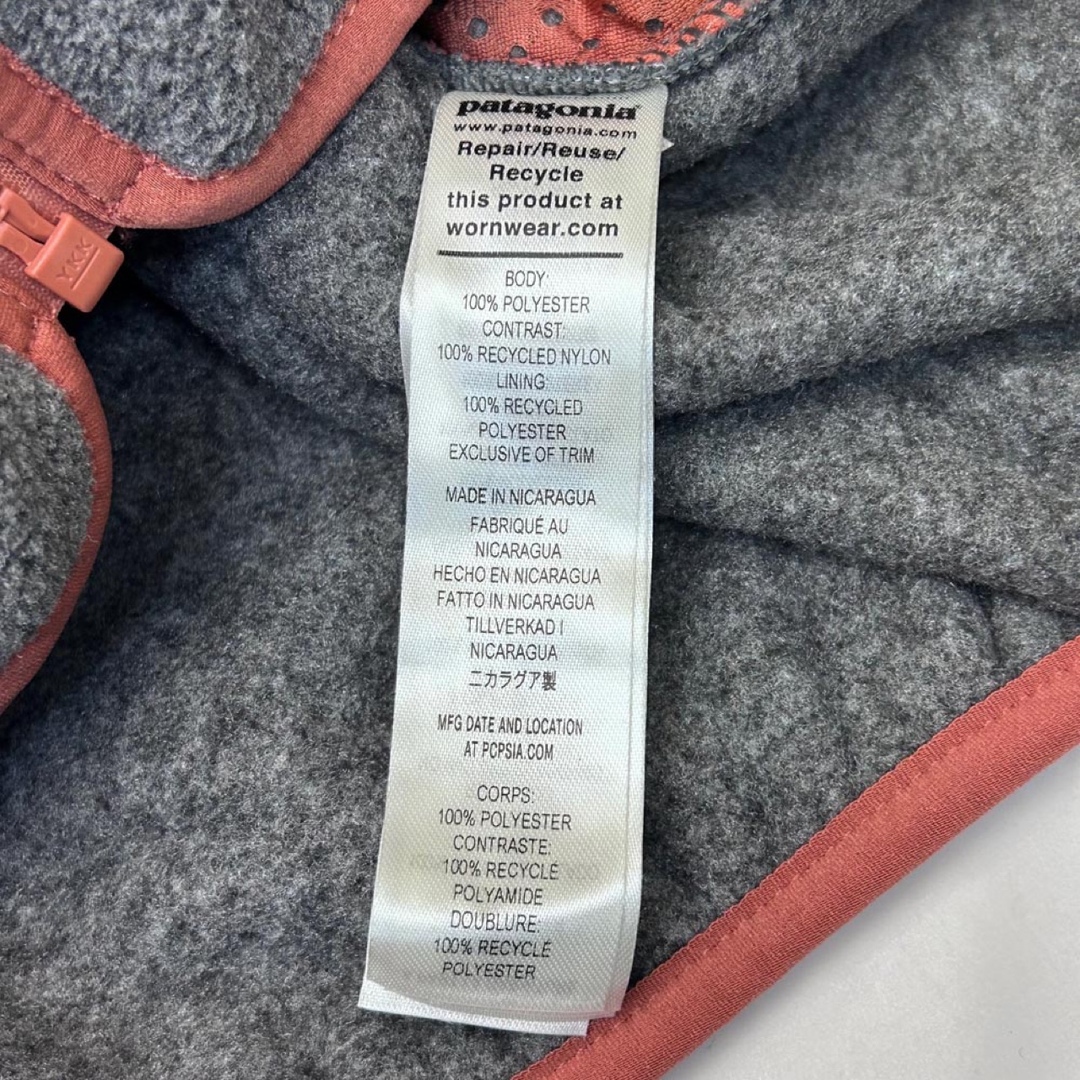 patagonia®
www.patagonia.com
Repair/Reuse/
Recycle
this product at
wornwear.com
BODY:
100% POLYESTER
CONTRAST:
100% RECYCLED NYLON
LINING:
100% RECYCLED
POLYESTER
EXCLUSIVE OF TRIM
MADE IN NICARAGUA
FABRIQUÉ AU
NICARAGUA
HECHO EN NICARAGUA
FATTO IN NICARAGUA
TILLVERKAD I
NICARAGUA
ニカラグア製
MFG DATE AND LOCATION
AT PCPSIA.COM
CORPS:
100% POLYESTER
CONTRASTE:
100% RECYCLÉ
POLYAMIDE
DOUBLURE:
100% RECYCLÉ
POLYESTER
YKK